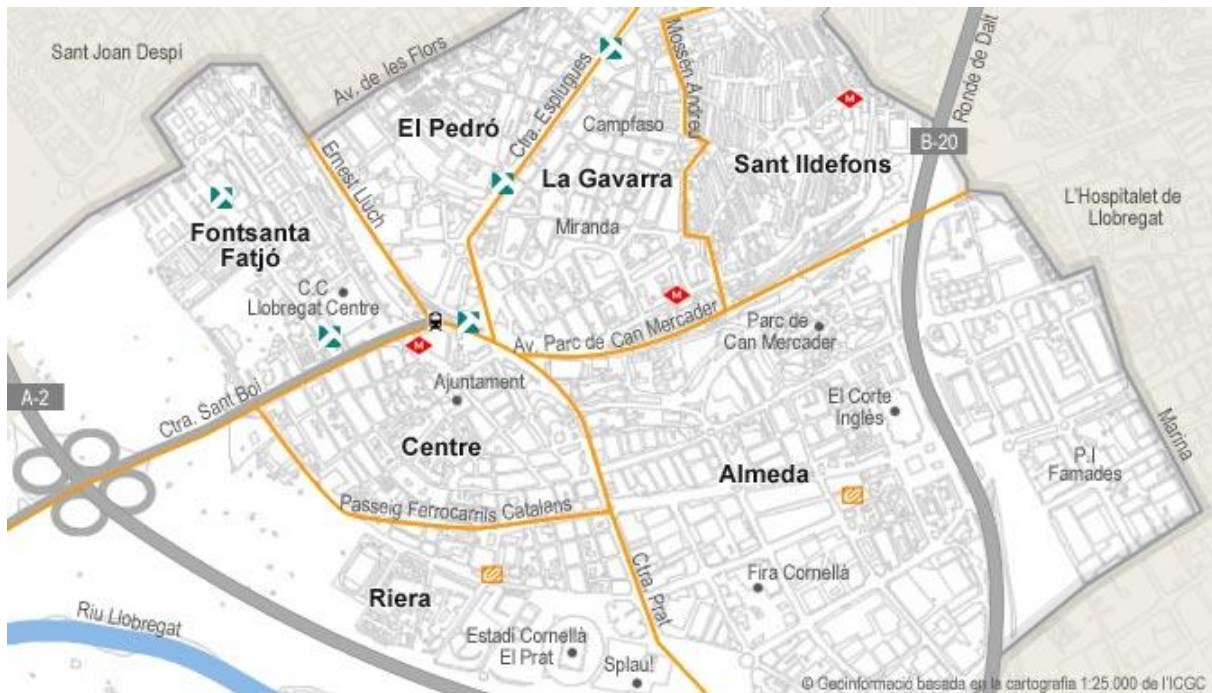 Sant Joan Despi
Av. de les Flors
Ctra. Esplugues
Mossèn Andreu
Ronde de Dalt
El Pedró
Campfaso
M
B-20
Ernest Lluch
La Gavarra
Sant Ildefons
L'Hospitalet de
Llobregat
Fontsanta
Fatjó
Miranda
C.C
Llobregat Centre
M
Av. Parc de Can Mercader
Parc de
Can Mercader
M
A-2
Ctra. Sant Boi
Ajuntament
El Corte
Inglés
Marina
Centre
Almeda
P.I
Famades
Passeig Ferrocarrils Catalans
Ctra. Prat
Fira Cornellà
Riera
Riu Llobregat
Estadi Cornellà
El Prat
Splau!
© Geoinformació basada en la cartografia 1:25.000 de l'ICGC